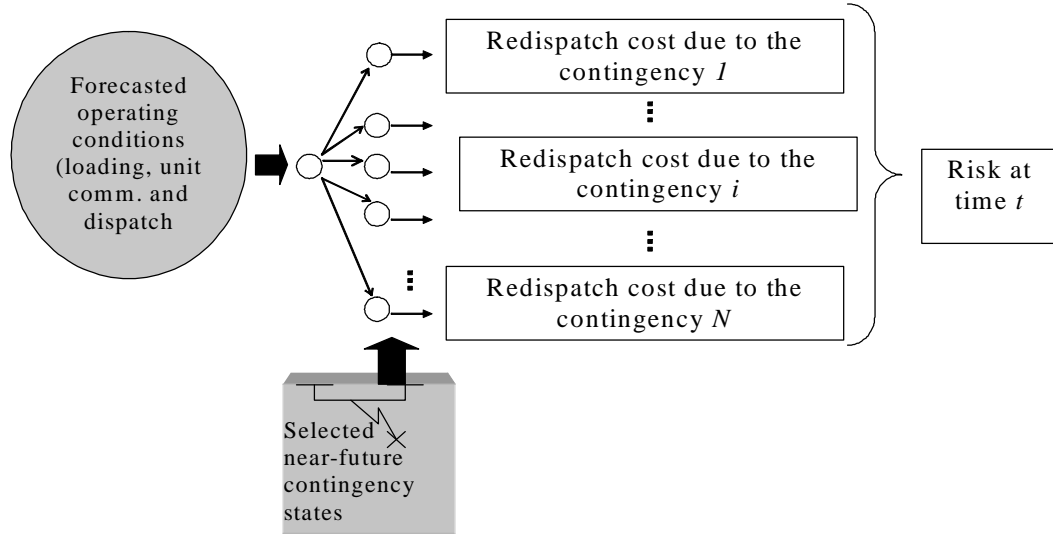 Forecasted
operating
conditions
(loading, unit
comm. and
dispatch
Redispatch cost due to the
contingency 1
Redispatch cost due to the
contingency i
Redispatch cost due to the
contingency N
Risk at
time t
Selected
near-future
contingency
states